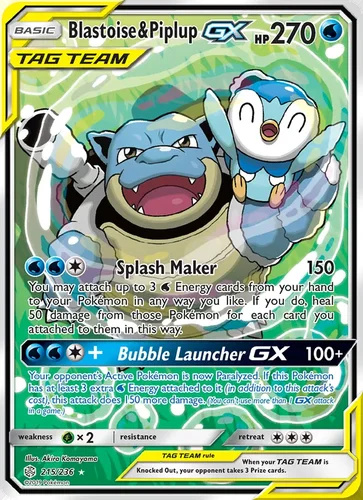 BASIC Blastoise&Piplup GX HP270
TAG TEAM
Splash Maker 150
You may attach up to 3 Energy cards from your hand
to your Pokémon in any way you like. If you do, heal
50 damage from those Pokémon for each card you
attached to them in this way.
+ Bubble Launcher GX 100+
Your opponent's Active Pokémon is now Paralyzed. If this Pokémon
has at least 3 extra Energy attached to it (in addition to this attack's
cost), this attack does 150 more damage. (You can't use more than 1 GX attack
in a game.)
weakness ×2 resistance retreat
Illus. Akira Komayama
215/236
TAG TEAM rule
When your TAG TEAM is
Knocked Out, your opponent takes 3 Prize cards.